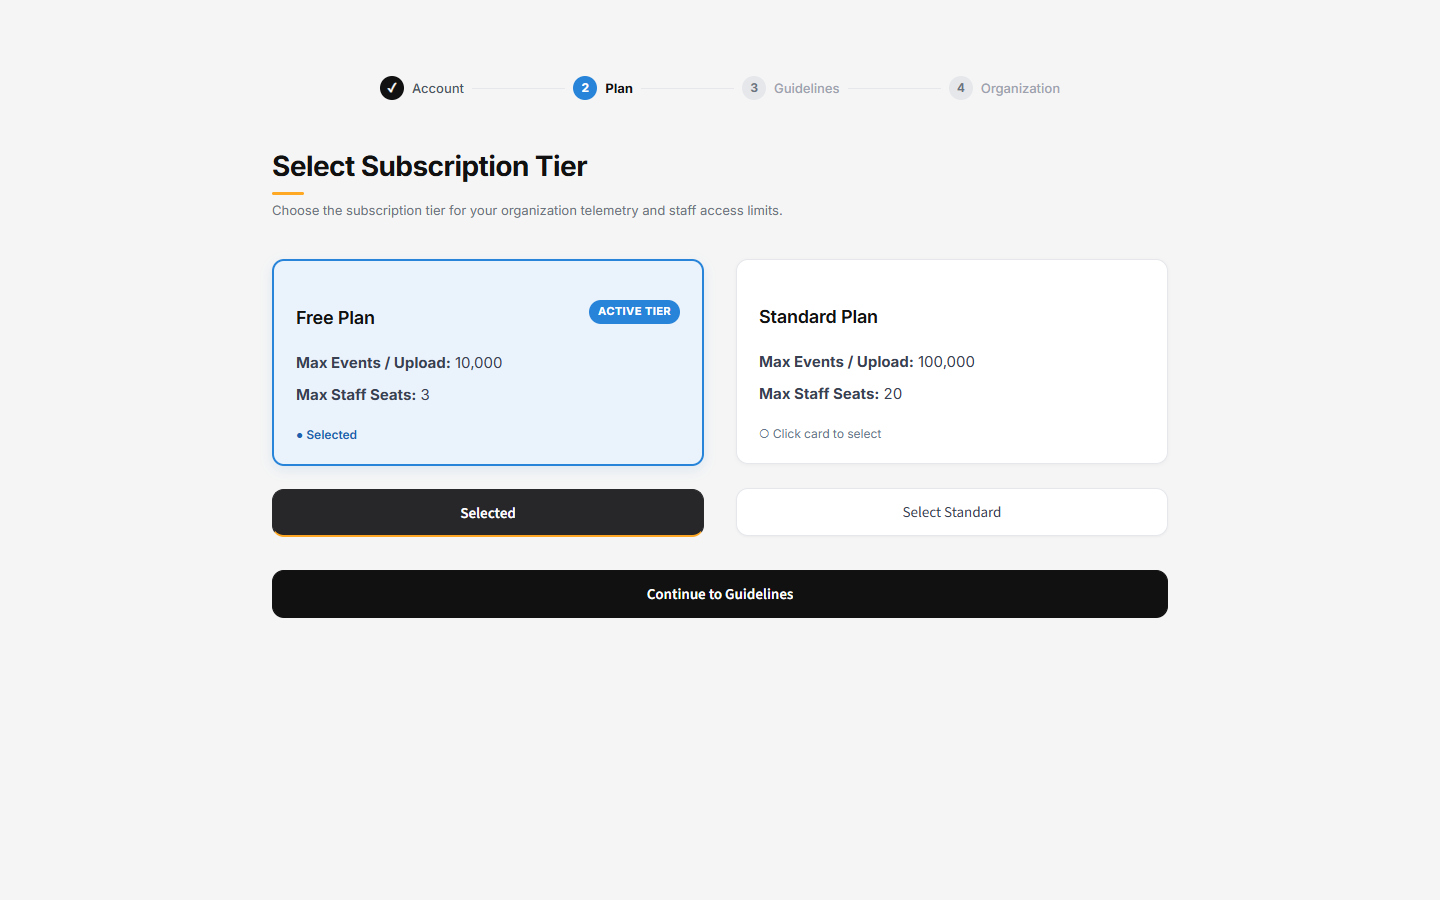 ✓ Account 2 Plan 3 Guidelines 4 Organization
Select Subscription Tier
Choose the subscription tier for your organization telemetry and staff access limits.
Free Plan ACTIVE TIER
Max Events / Upload: 10,000
Max Staff Seats: 3
● Selected
Standard Plan
Max Events / Upload: 100,000
Max Staff Seats: 20
○ Click card to select
Selected
Select Standard
Continue to Guidelines